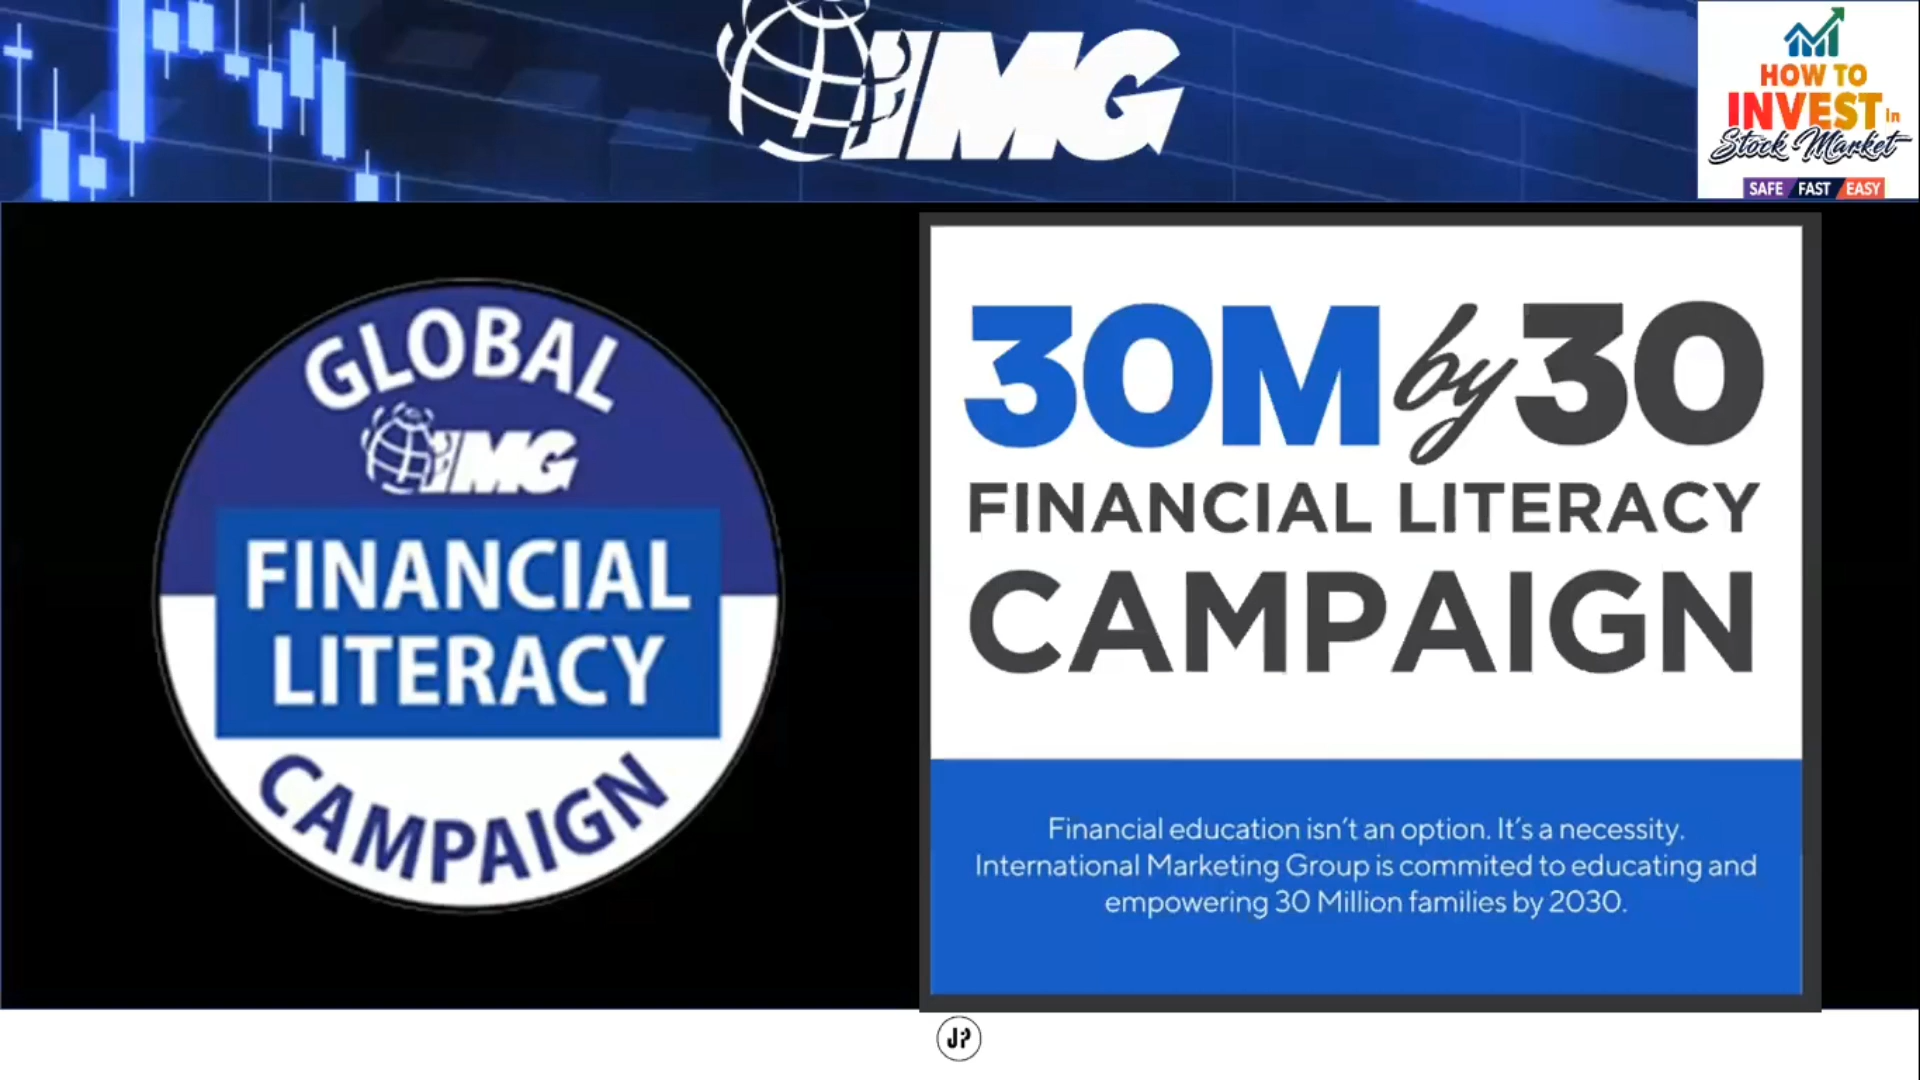 IMG
HOW TO
INVEST In
Stock Market
SAFE FAST EASY
GLOBAL
IMG
FINANCIAL
LITERACY
CAMPAIGN
30M by 30
FINANCIAL LITERACY
CAMPAIGN
Financial education isn't an option. It's a necessity.
International Marketing Group is commited to educating and
empowering 30 Million families by 2030.
J?